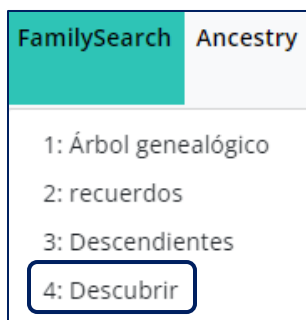 FamilySearch Ancestry
1: Árbol genealógico
2: recuerdos
3: Descendientes
4: Descubrir